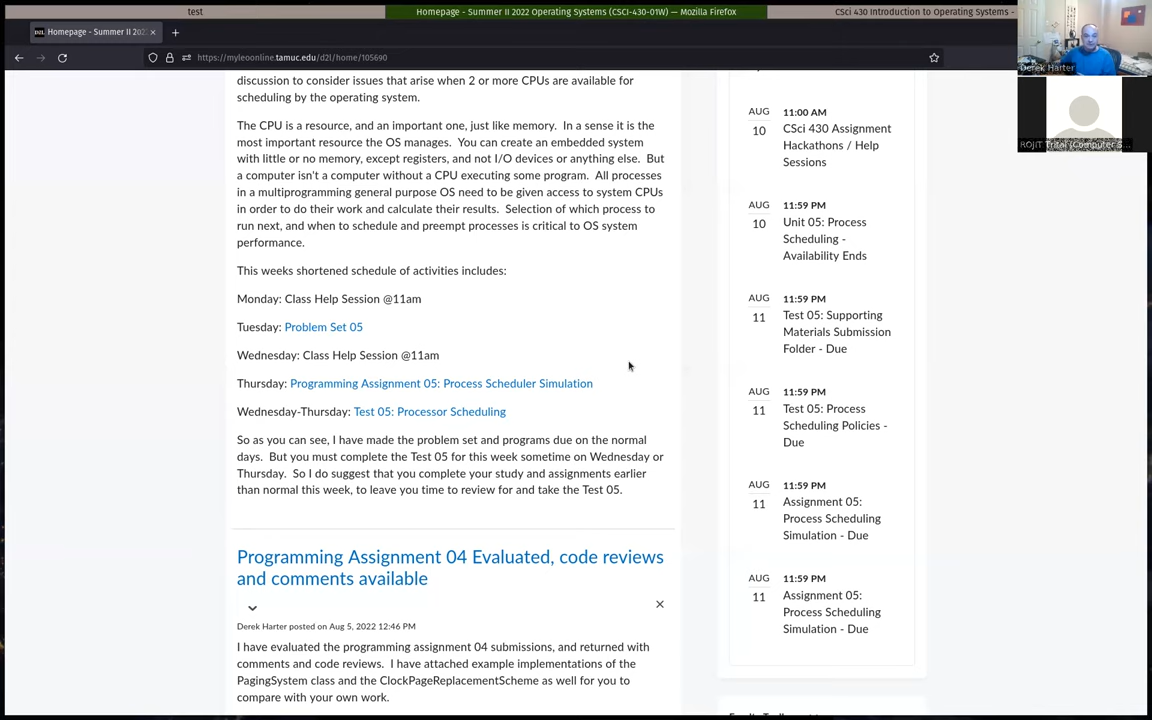 test
Homepage - Summer II 2022 Operating Systems (CSCI-430-01W) — Mozilla Firefox
CSci 430 Introduction to Operating Systems -
D2L Homepage - Summer II 202
https://myleoonline.tamuc.edu/d2l/home/105690
Derek Harter
ROJIT Trital (Computer S...
discussion to consider issues that arise when 2 or more CPUs are available for
scheduling by the operating system.
The CPU is a resource, and an important one, just like memory. In a sense it is the
most important resource the OS manages. You can create an embedded system
with little or no memory, except registers, and not I/O devices or anything else. But
a computer isn't a computer without a CPU executing some program. All processes
in a multiprogramming general purpose OS need to be given access to system CPUs
in order to do their work and calculate their results. Selection of which process to
run next, and when to schedule and preempt processes is critical to OS system
performance.
This weeks shortened schedule of activities includes:
Monday: Class Help Session @11am
Tuesday: Problem Set 05
Wednesday: Class Help Session @11am
Thursday: Programming Assignment 05: Process Scheduler Simulation
Wednesday-Thursday: Test 05: Processor Scheduling
So as you can see, I have made the problem set and programs due on the normal
days. But you must complete the Test 05 for this week sometime on Wednesday or
Thursday. So I do suggest that you complete your study and assignments earlier
than normal this week, to leave you time to review for and take the Test 05.
Programming Assignment 04 Evaluated, code reviews
and comments available
Derek Harter posted on Aug 5, 2022 12:46 PM
I have evaluated the programming assignment 04 submissions, and returned with
comments and code reviews. I have attached example implementations of the
PagingSystem class and the ClockPageReplacementScheme as well for you to
compare with your own work.
AUG
10
11:00 AM
CSci 430 Assignment
Hackathons / Help
Sessions
AUG
10
11:59 PM
Unit 05: Process
Scheduling -
Availability Ends
AUG
11
11:59 PM
Test 05: Supporting
Materials Submission
Folder - Due
AUG
11
11:59 PM
Test 05: Process
Scheduling Policies -
Due
AUG
11
11:59 PM
Assignment 05:
Process Scheduling
Simulation - Due
AUG
11
11:59 PM
Assignment 05:
Process Scheduling
Simulation - Due